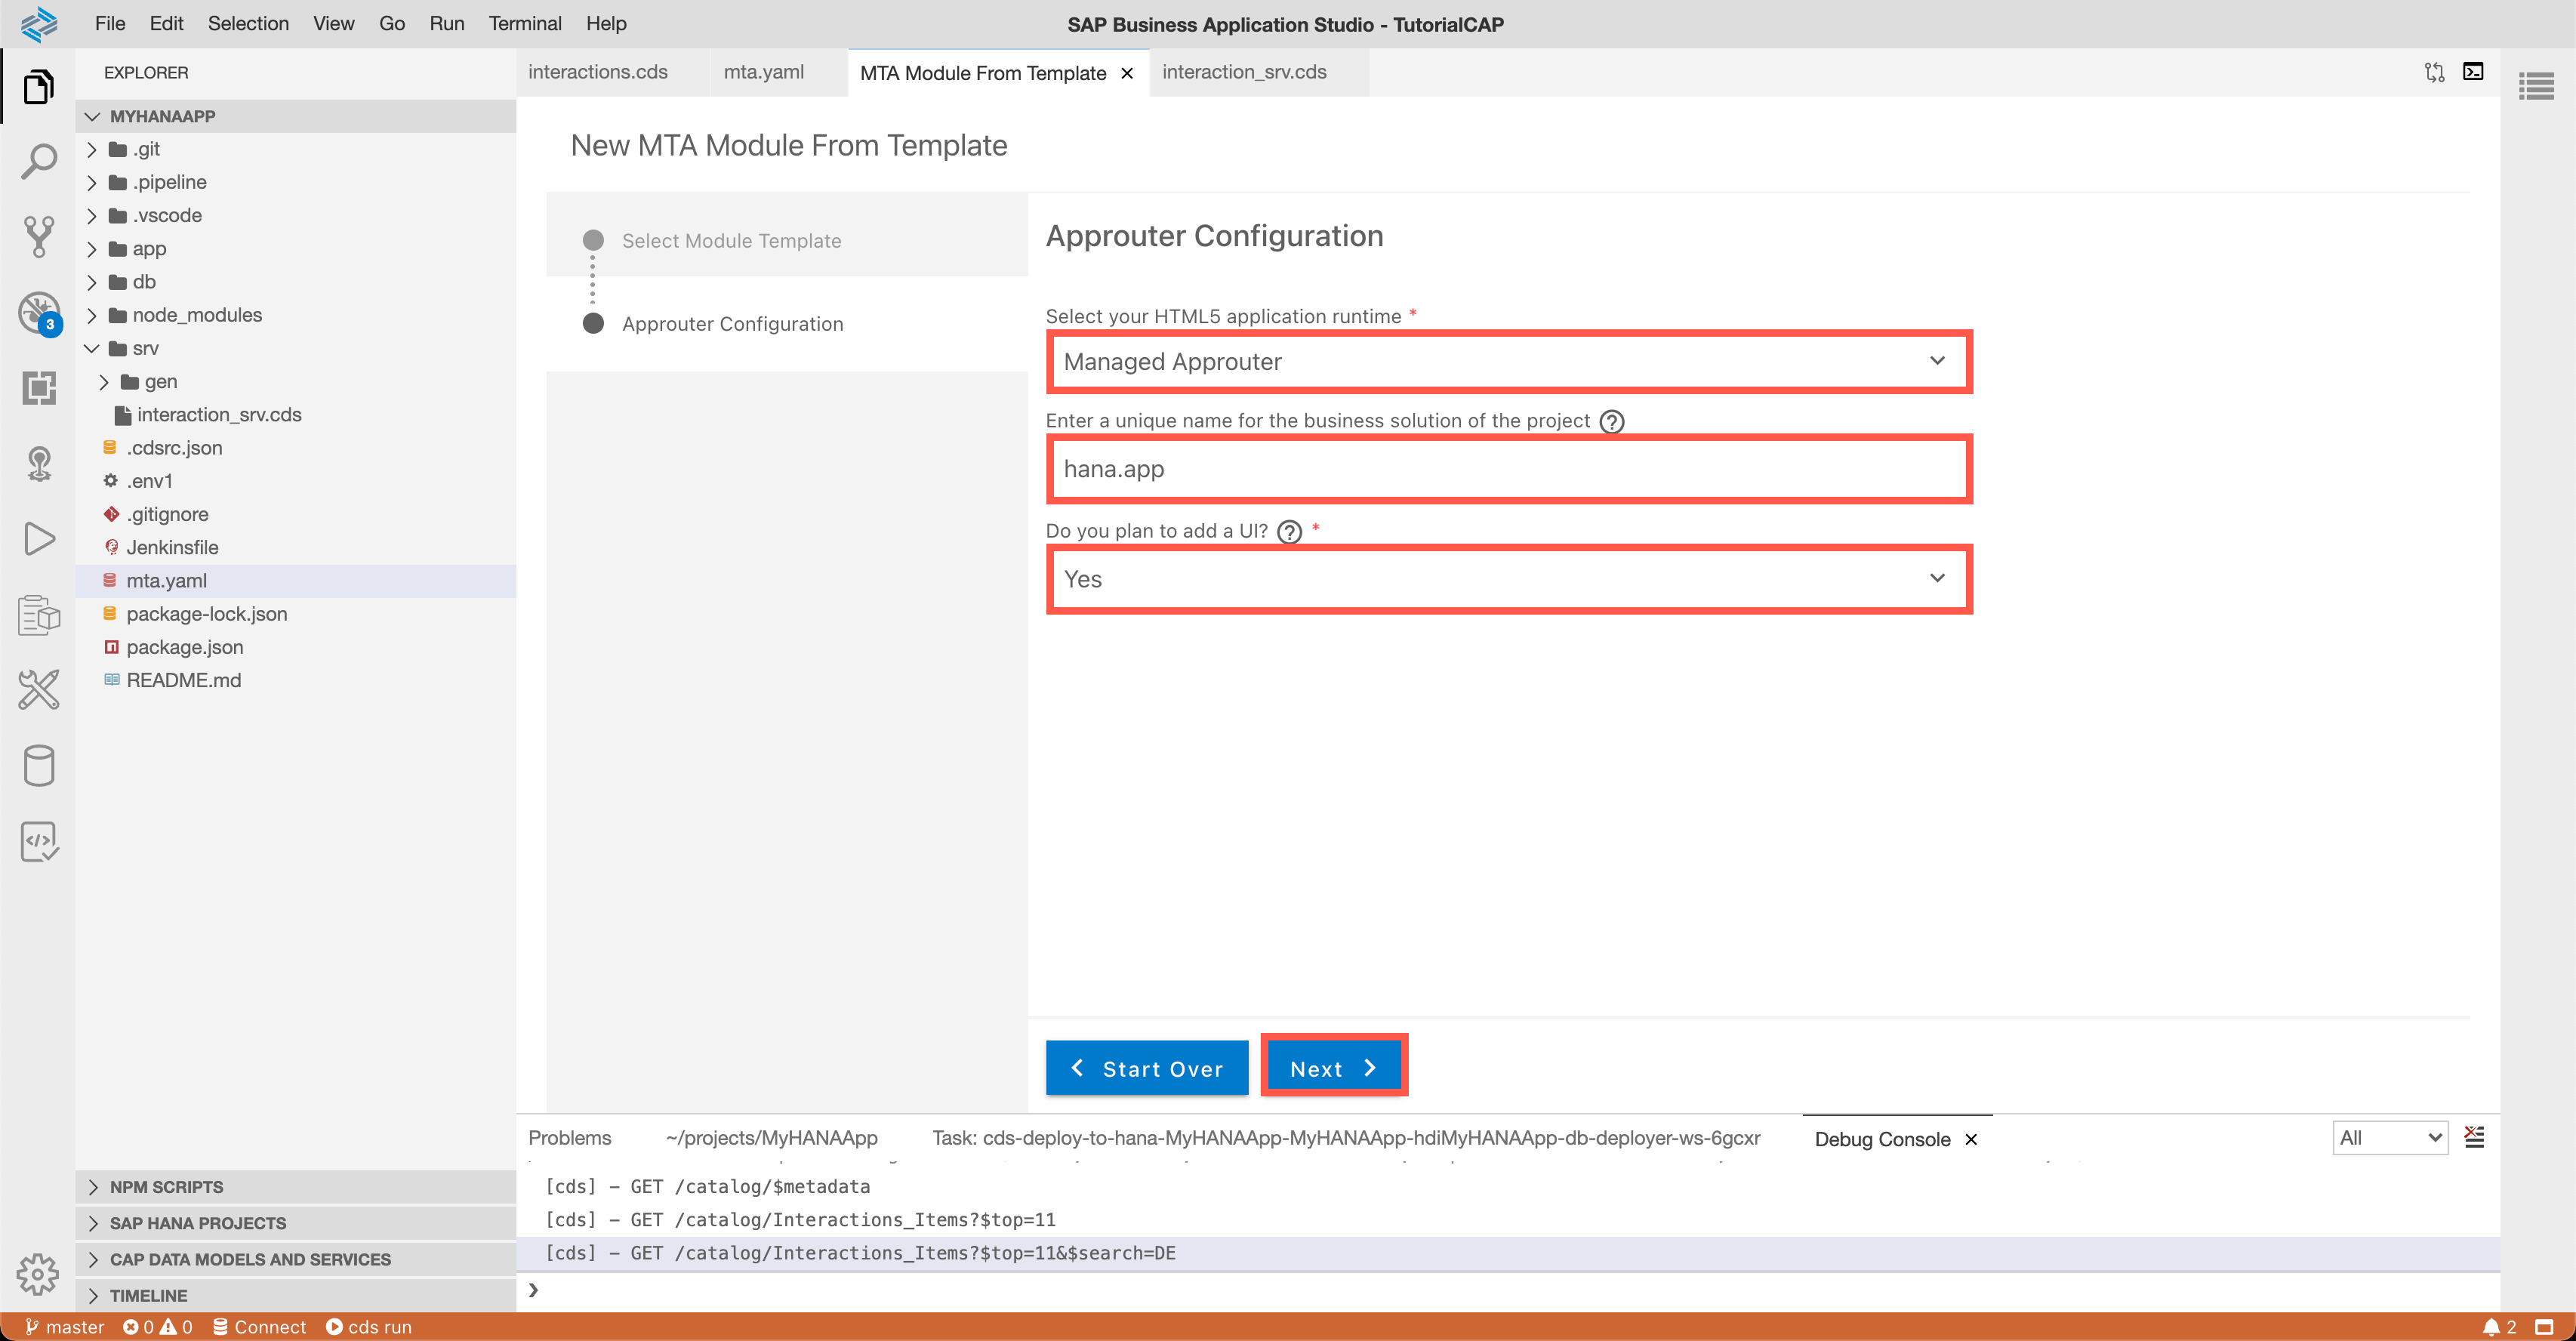 File Edit Selection View Go Run Terminal Help
SAP Business Application Studio - TutorialCAP
EXPLORER
MYHANAAPP
.git
.pipeline
.vscode
app
db
node_modules
srv
gen
interaction_srv.cds
.cdsrc.json
.env1
.gitignore
Jenkinsfile
mta.yaml
package-lock.json
package.json
README.md
NPM SCRIPTS
SAP HANA PROJECTS
CAP DATA MODELS AND SERVICES
TIMELINE
3
interactions.cds mta.yaml MTA Module From Template interaction_srv.cds
New MTA Module From Template
Select Module Template
Approuter Configuration
Approuter Configuration
Select your HTML5 application runtime *
Managed Approuter
Enter a unique name for the business solution of the project ?
hana.app
Do you plan to add a UI? ? *
Yes
Start Over
Next
Problems ~/projects/MyHANAApp Task: cds-deploy-to-hana-MyHANAApp-MyHANAApp-hdiMyHANAApp-db-deployer-ws-6gcxr Debug Console All
[cds] - GET /catalog/$metadata
[cds] - GET /catalog/Interactions_Items?$top=11
[cds] - GET /catalog/Interactions_Items?$top=11&$search=DE
master 0 0 Connect cds run 2